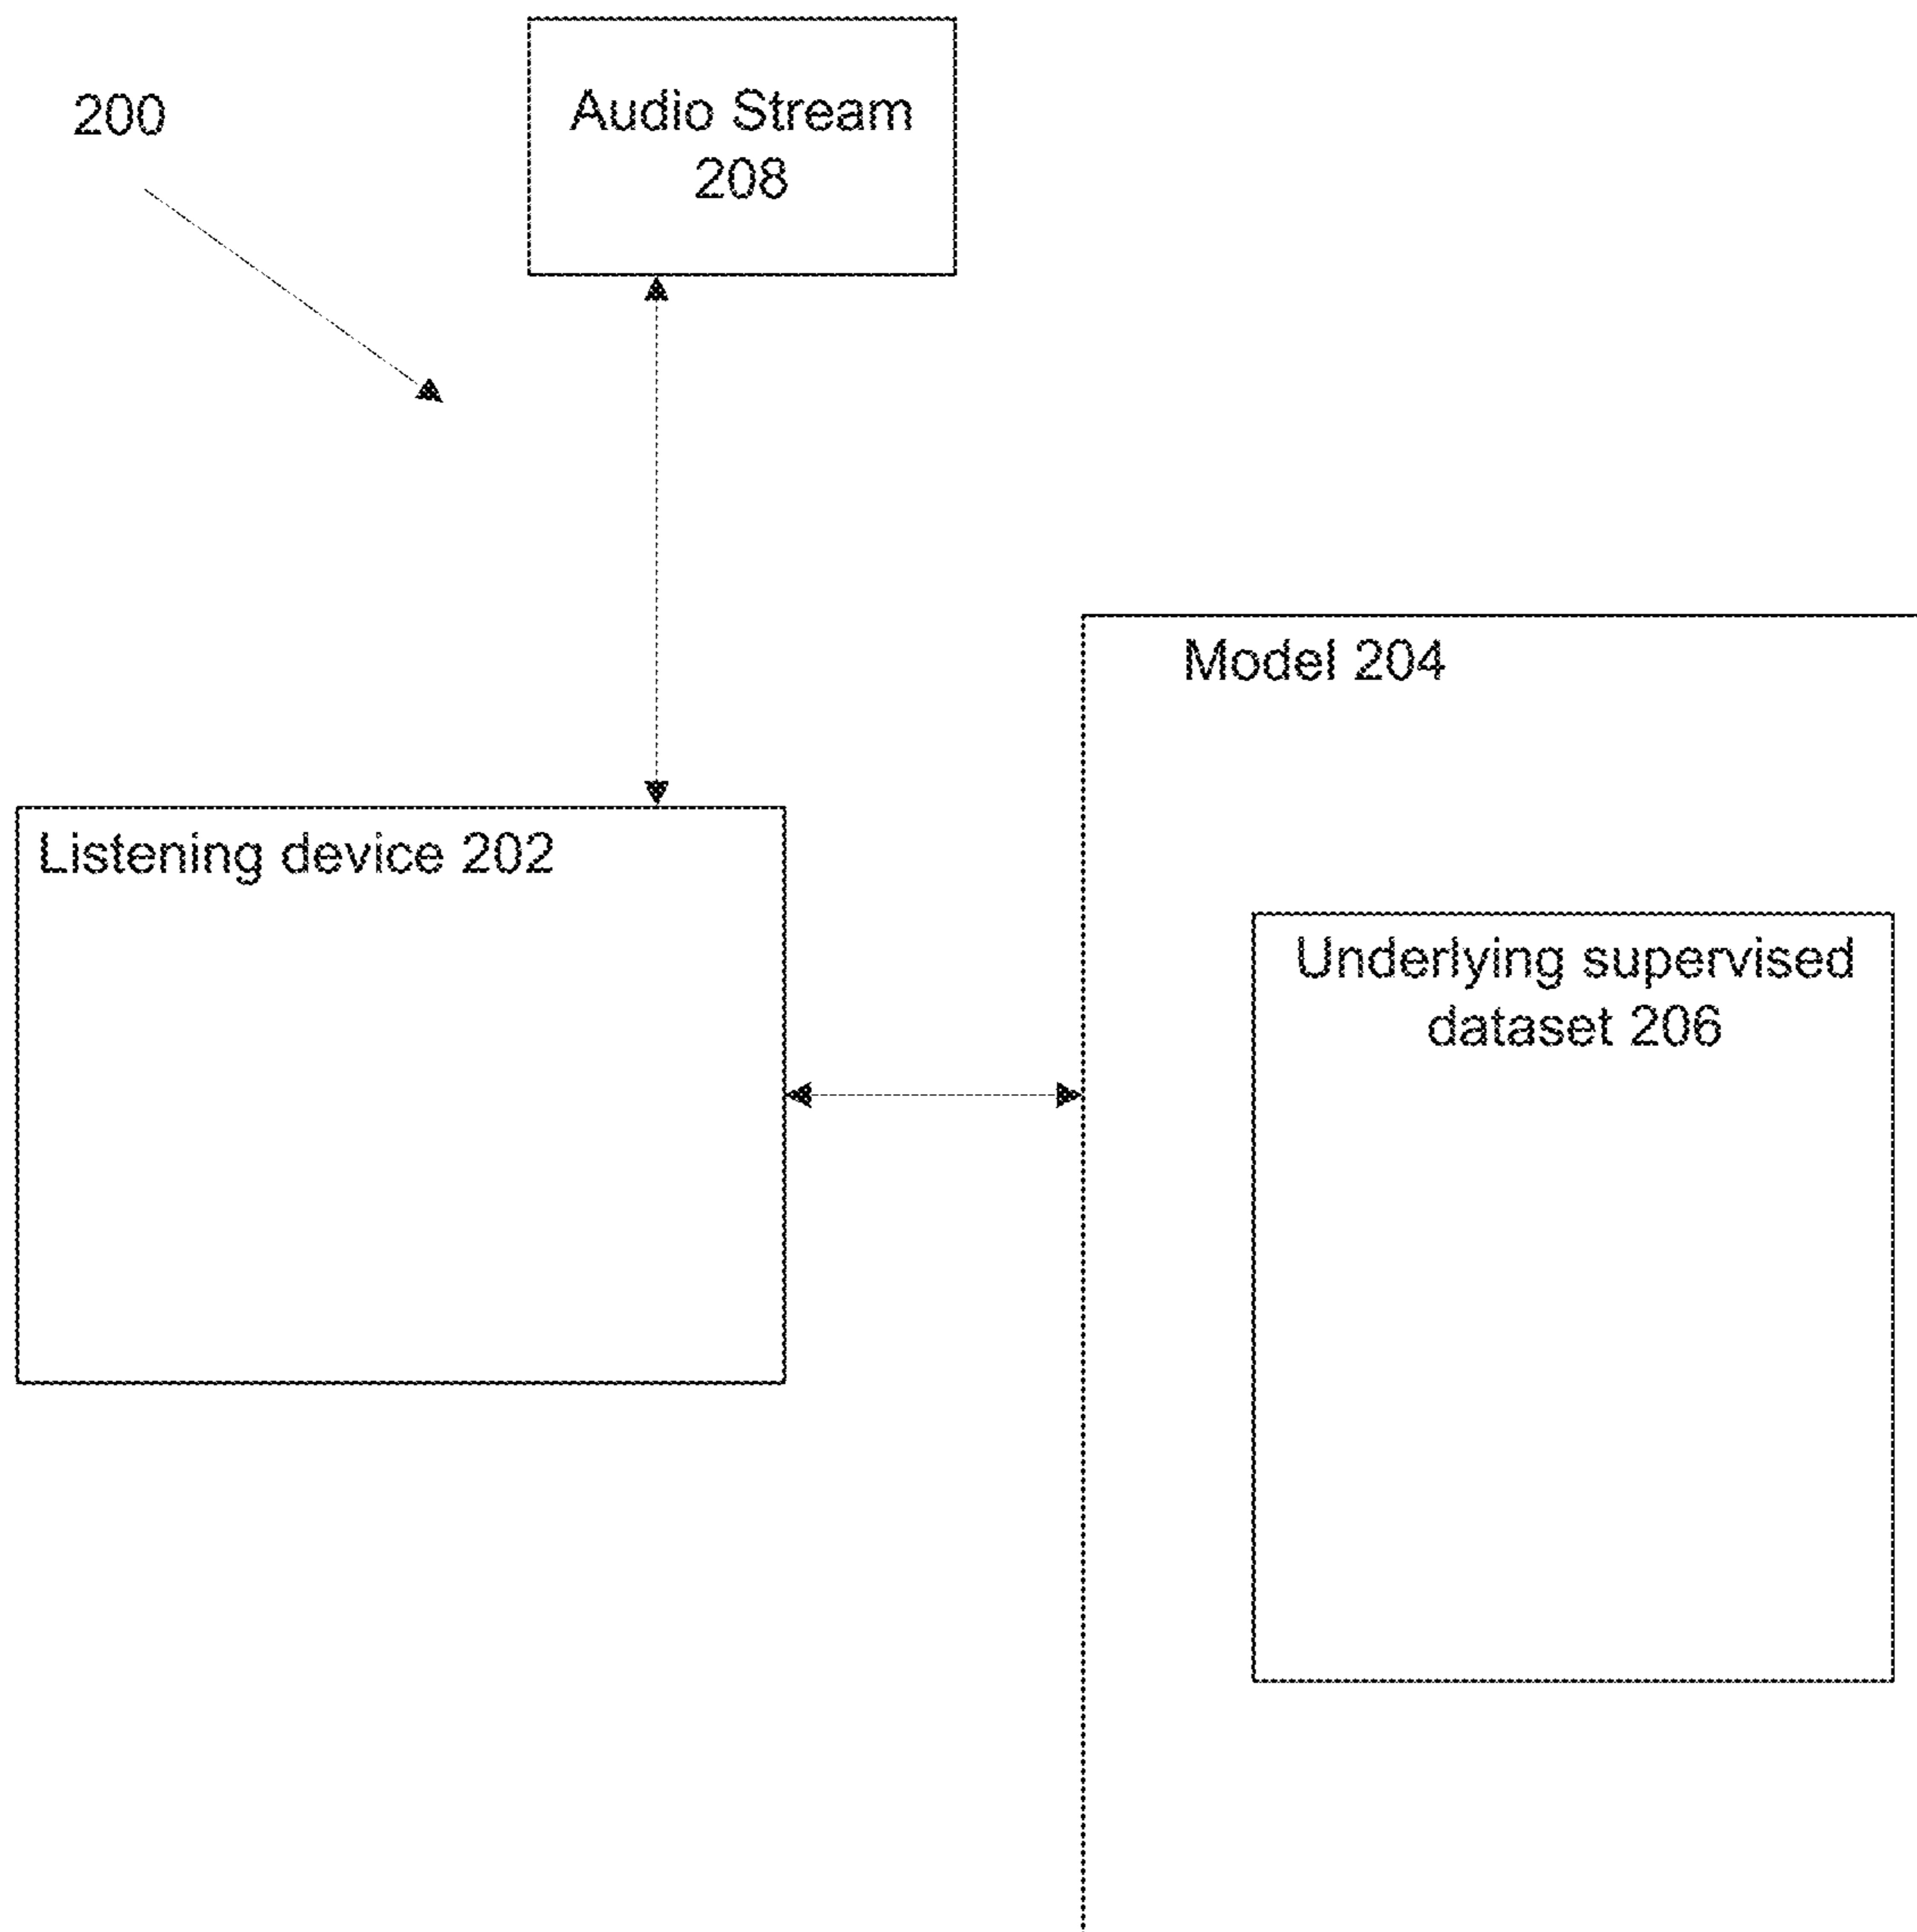 200
Audio Stream
208
Model 204
Listening device 202
Underlying supervised
dataset 206